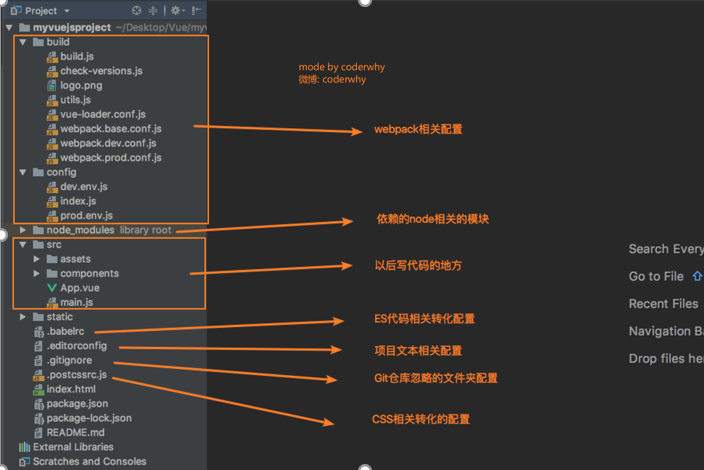 Project
myvuejsproject ~/Desktop/Vue/myv
build
build.js
check-versions.js
logo.png
utils.js
vue-loader.conf.js
webpack.base.conf.js
webpack.dev.conf.js
webpack.prod.conf.js
config
dev.env.js
index.js
prod.env.js
node_modules library root
src
assets
components
App.vue
main.js
static
.babelrc
.editorconfig
.gitignore
.postcssrc.js
index.html
package.json
package-lock.json
README.md
External Libraries
Scratches and Consoles
mode by coderwhy
微博: coderwhy
webpack相关配置
依赖的node相关的模块
以后写代码的地方
ES代码相关转化配置
项目文本相关配置
Git仓库忽略的文件夹配置
CSS相关转化的配置
Search Every
Go to File ⇧
Recent Files
Navigation Ba
Drop files her